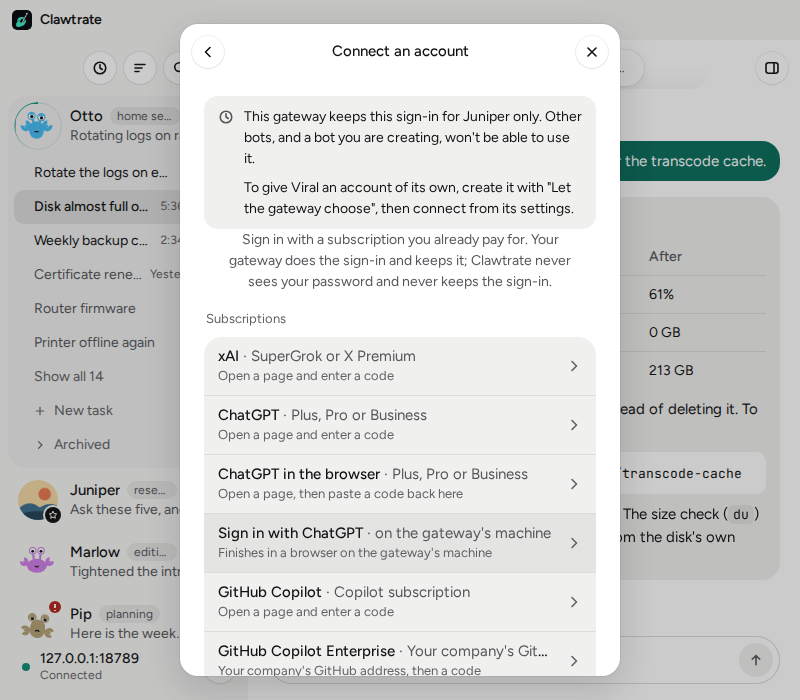 Clawtrate
Connect an account
This gateway keeps this sign-in for Juniper only. Other
bots, and a bot you are creating, won't be able to use
it.
To give Viral an account of its own, create it with "Let
the gateway choose", then connect from its settings.
Sign in with a subscription you already pay for. Your
gateway does the sign-in and keeps it; Clawtrate never
sees your password and never keeps the sign-in.
Subscriptions
xAI · SuperGrok or X Premium
Open a page and enter a code
ChatGPT · Plus, Pro or Business
Open a page and enter a code
ChatGPT in the browser · Plus, Pro or Business
Open a page, then paste a code back here
Sign in with ChatGPT · on the gateway's machine
Finishes in a browser on the gateway's machine
GitHub Copilot · Copilot subscription
Open a page and enter a code
GitHub Copilot Enterprise · Your company's Git...
Your company's GitHub address, then a code
Otto home se...
Rotating logs on
Rotate the logs on e...
Disk almost full o... 5:36
Weekly backup c... 2:34
Certificate rene... Yeste
Router firmware
Printer offline again
Show all 14
+ New task
Archived
Juniper rese...
Ask these five, an
Marlow editi...
Tightened the int
Pip planning
Here is the week.
127.0.0.1:18789
Connected
the transcode cache.
After
61%
0 GB
213 GB
ead of deleting it. To
/transcode-cache
The size check (du)
om the disk's own